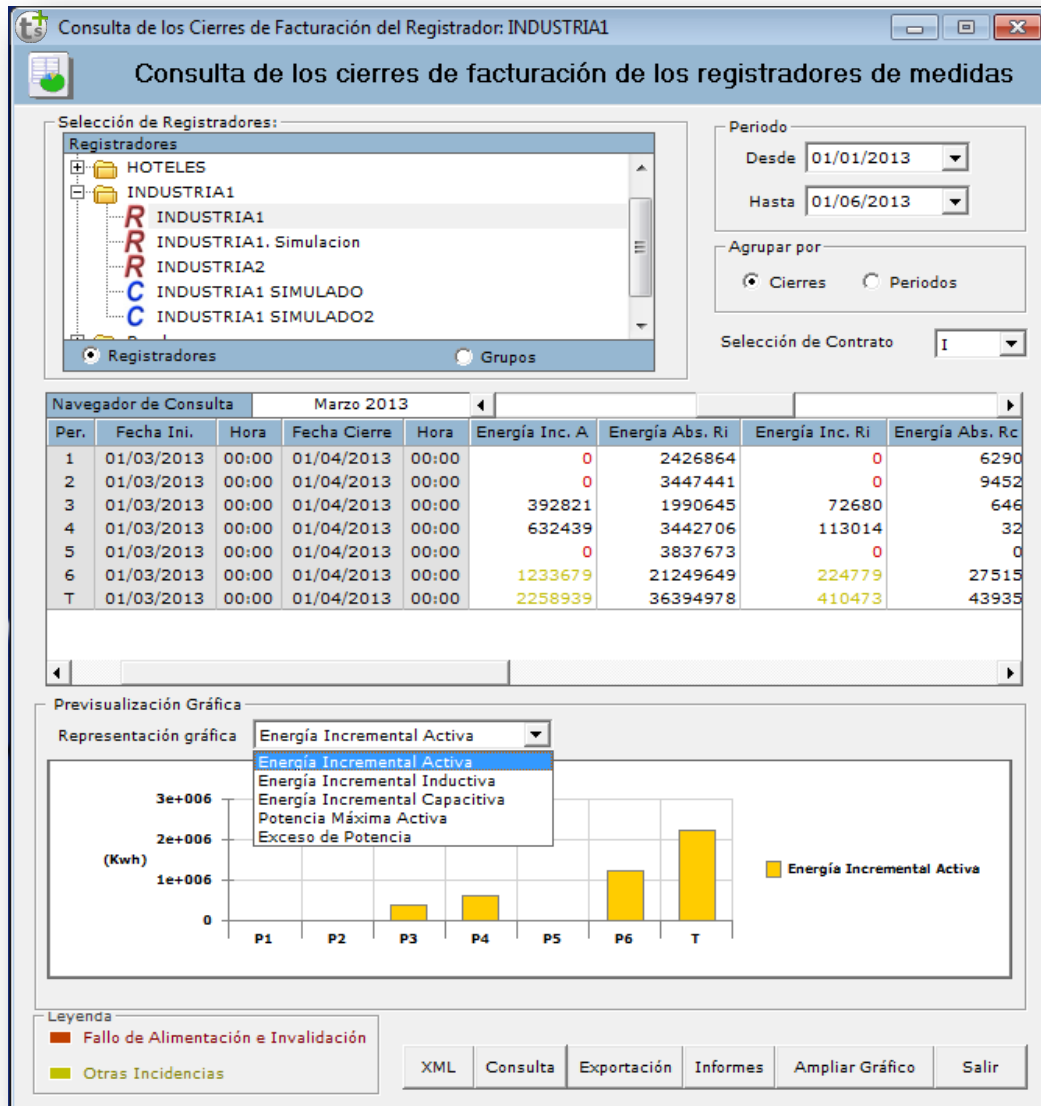 Consulta de los Cierres de Facturación del Registrador: INDUSTRIA1
Consulta de los cierres de facturación de los registradores de medidas
Selección de Registradores:
Registradores
HOTELES
INDUSTRIA1
R INDUSTRIA1
R INDUSTRIA1. Simulacion
R INDUSTRIA2
C INDUSTRIA1 SIMULADO
C INDUSTRIA1 SIMULADO2
Registradores Grupos
Periodo
Desde 01/01/2013
Hasta 01/06/2013
Agrupar por
Cierres Periodos
Selección de Contrato I
Navegador de Consulta Marzo 2013
Per. Fecha Ini. Hora Fecha Cierre Hora Energía Inc. A Energía Abs. Ri Energía Inc. Ri Energía Abs. Rc
1 01/03/2013 00:00 01/04/2013 00:00 0 2426864 0 6290
2 01/03/2013 00:00 01/04/2013 00:00 0 3447441 0 9452
3 01/03/2013 00:00 01/04/2013 00:00 392821 1990645 72680 646
4 01/03/2013 00:00 01/04/2013 00:00 632439 3442706 113014 32
5 01/03/2013 00:00 01/04/2013 00:00 0 3837673 0 0
6 01/03/2013 00:00 01/04/2013 00:00 1233679 21249649 224779 27515
T 01/03/2013 00:00 01/04/2013 00:00 2258939 36394978 410473 43935
Previsualización Gráfica
Representación gráfica Energía Incremental Activa
Energía Incremental Activa
Energía Incremental Inductiva
Energía Incremental Capacitiva
Potencia Máxima Activa
Exceso de Potencia
3e+006
2e+006
(Kwh)
1e+006
0
P1 P2 P3 P4 P5 P6 T
Energía Incremental Activa
Leyenda
Fallo de Alimentación e Invalidación
Otras Incidencias
XML Consulta Exportación Informes Ampliar Gráfico Salir